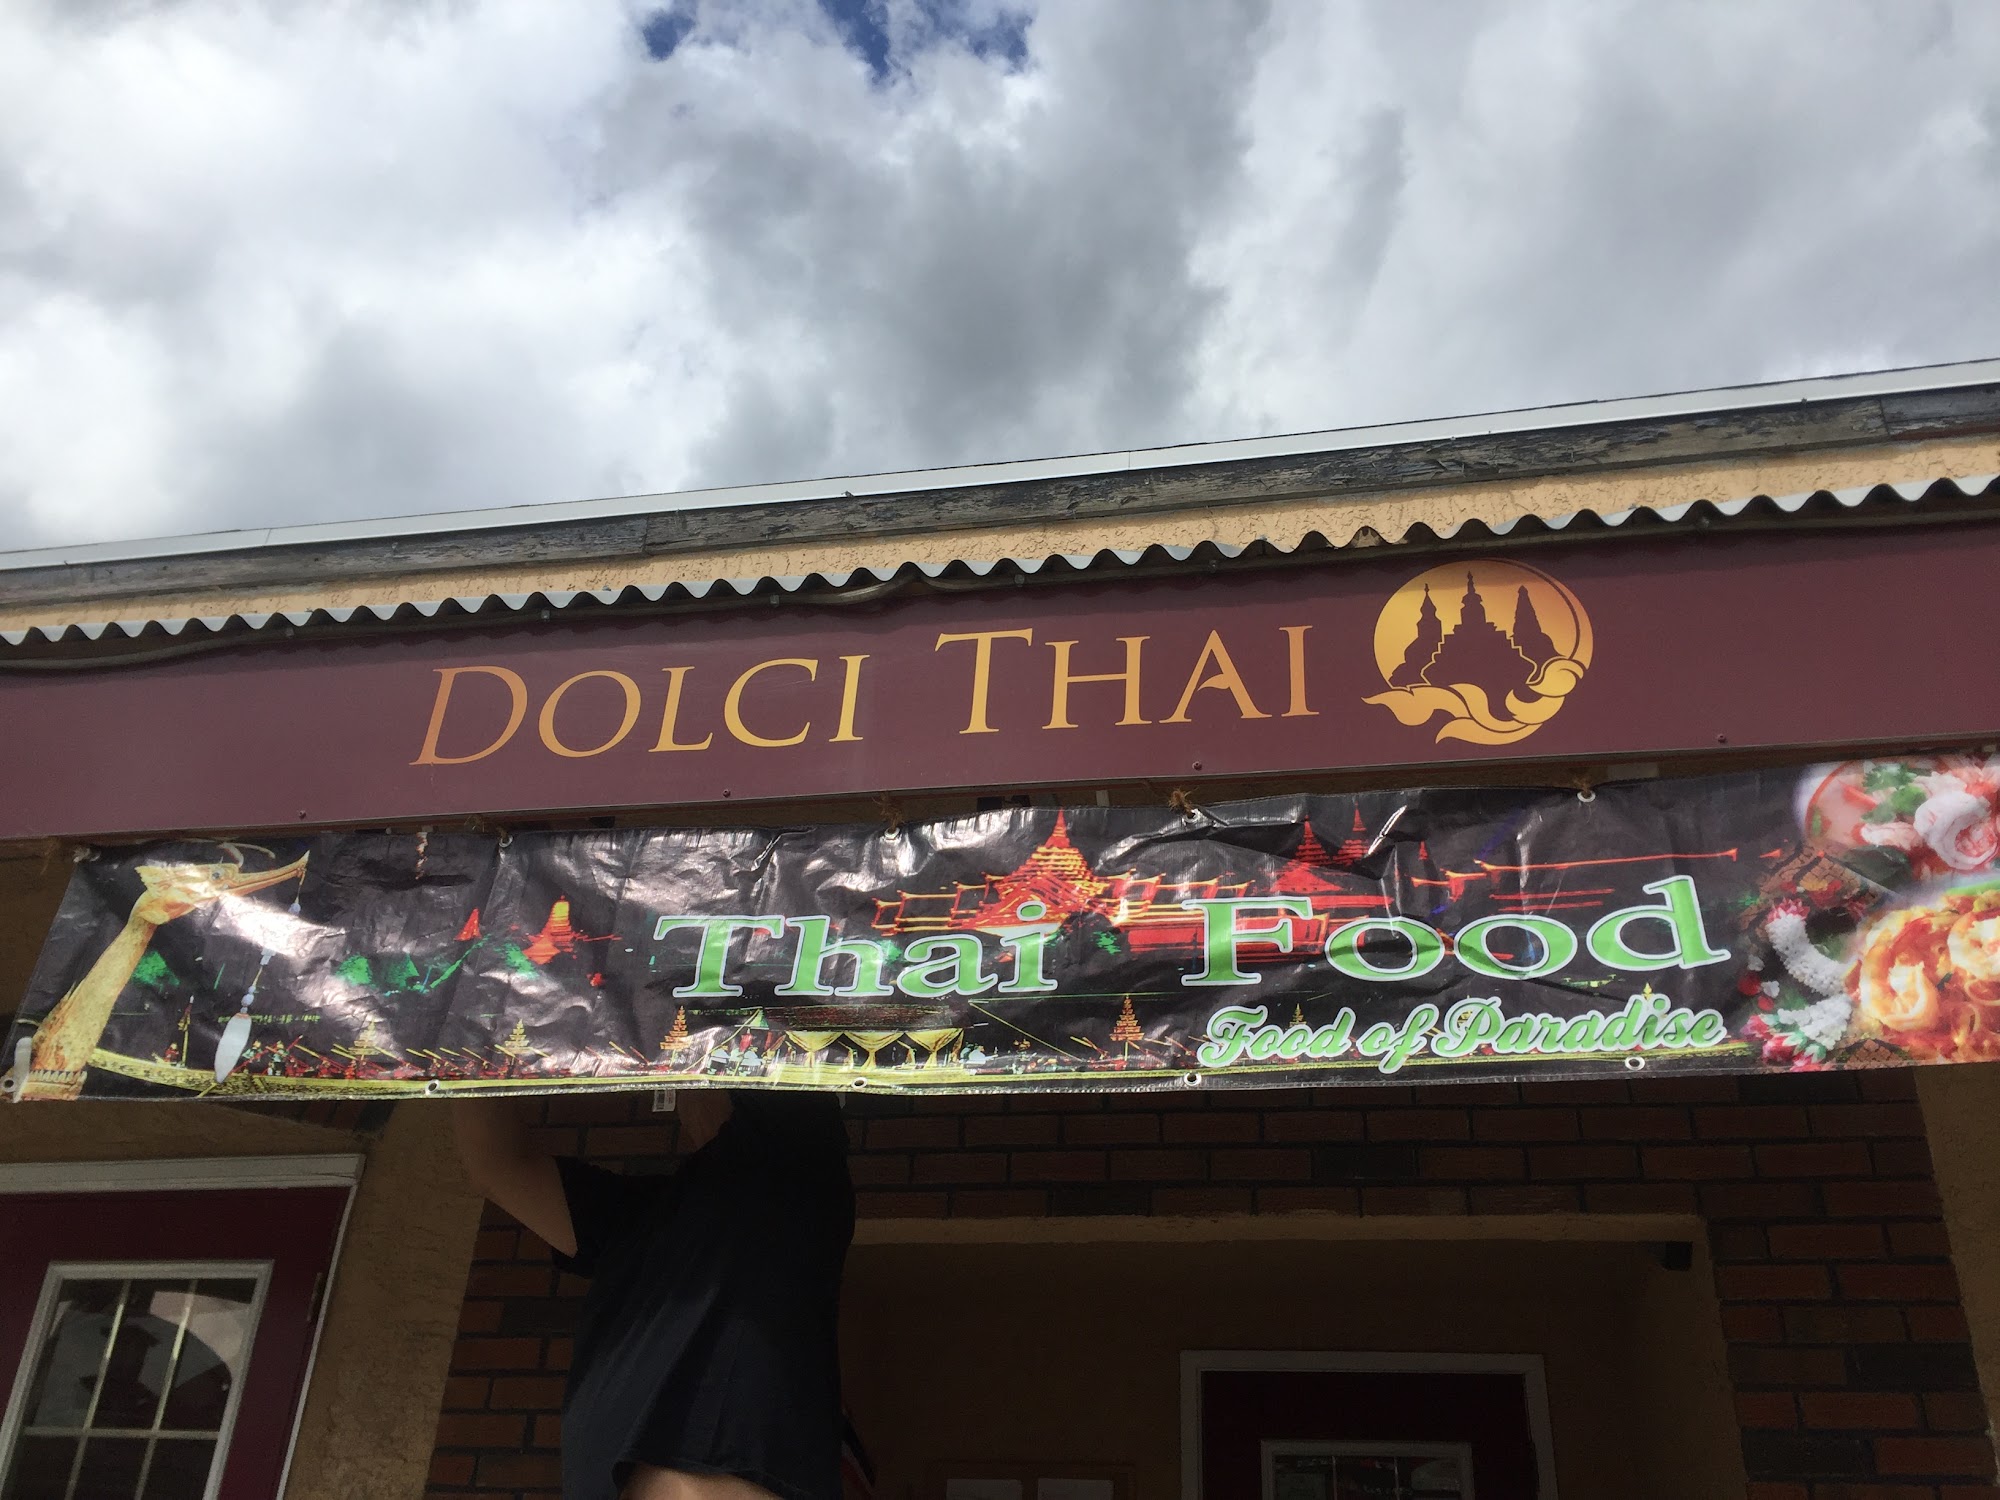 DOLCI THAI
Thai Food
Food of Paradise